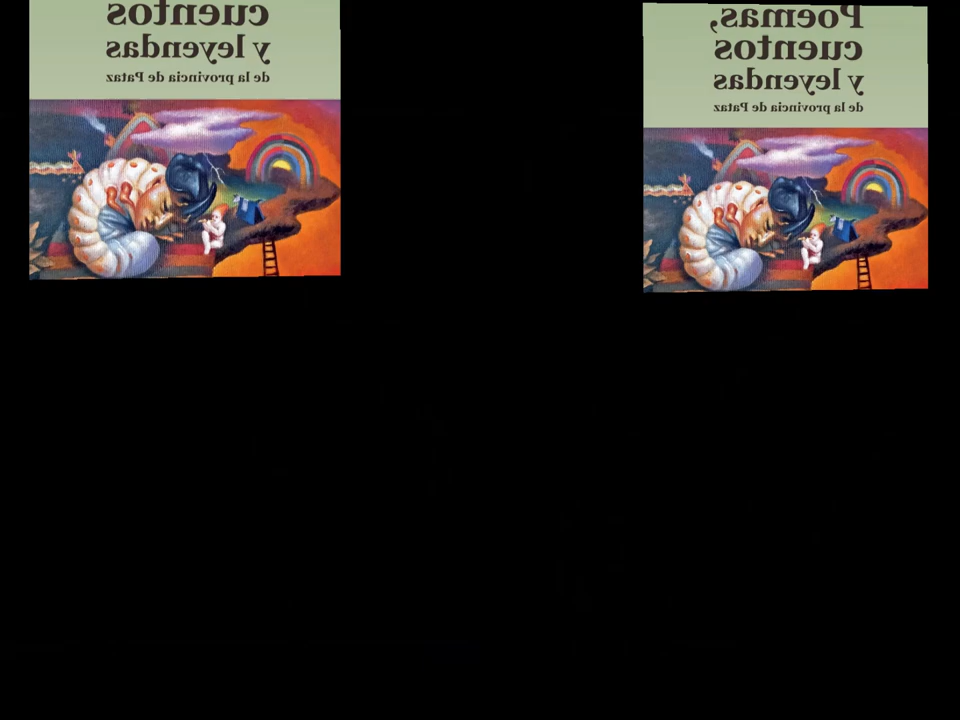 cuentos
y leyendas
de la provincia de Pataz
Poemas,
cuentos
y leyendas
de la provincia de Pataz